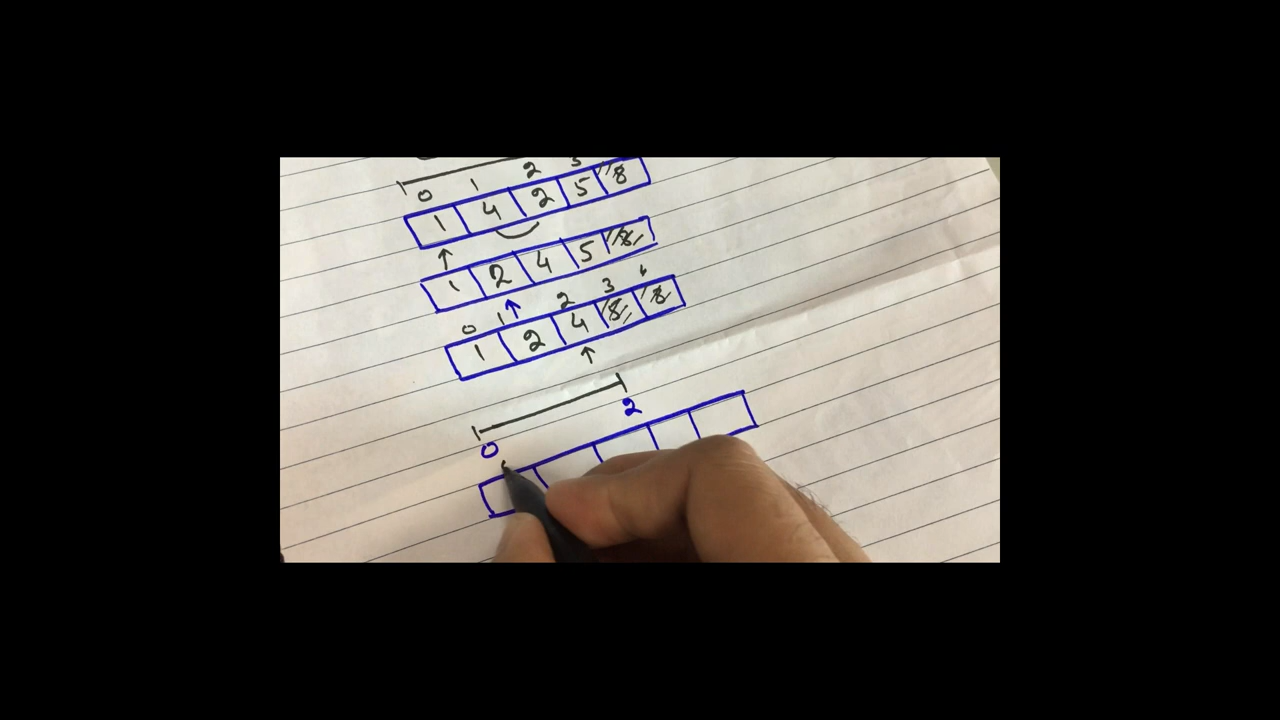 0 1 2 3
1 4 2 5 8
1 2 4 5 8
0 1 2 3
1 2 4 8 8
2
0